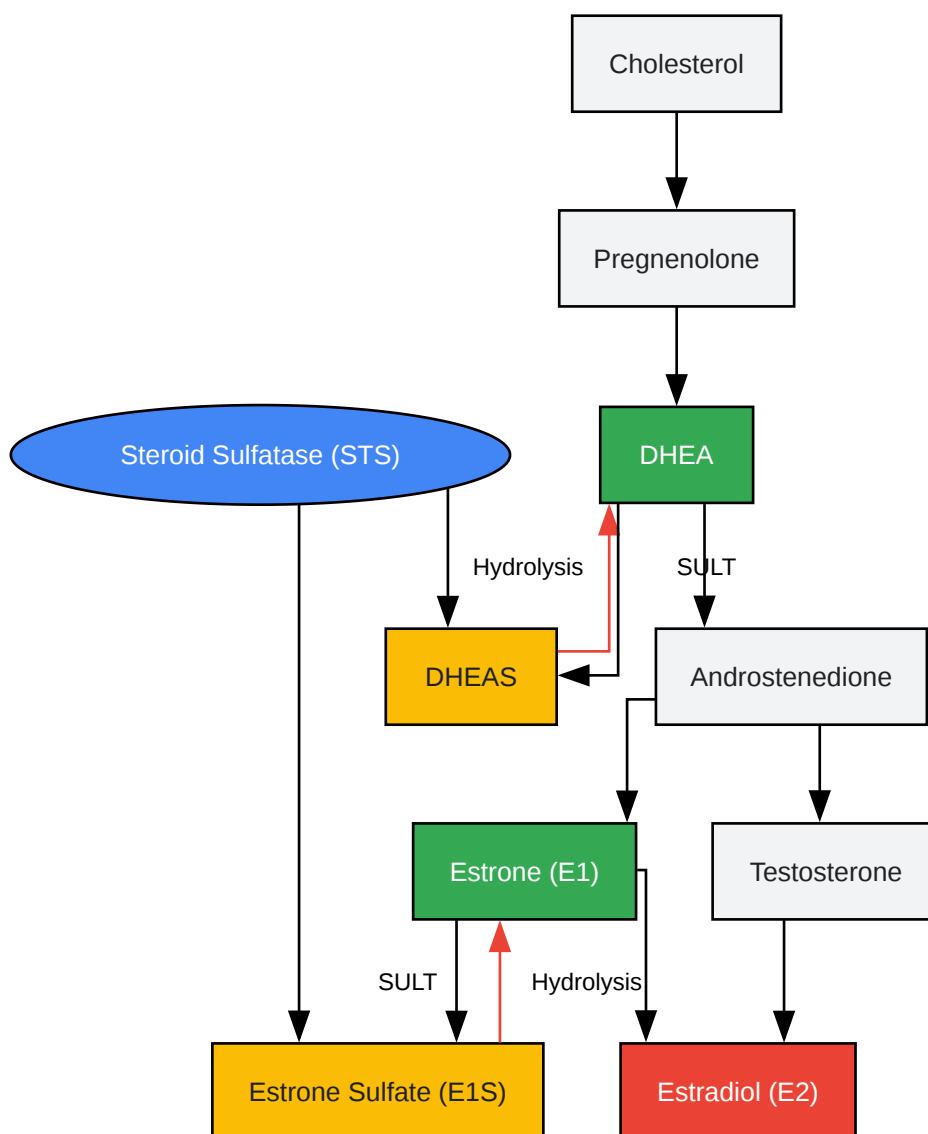 Cholesterol
Pregnenolone
Steroid Sulfatase (STS)
DHEA
Hydrolysis
SULT
DHEAS
Androstenedione
Estrone (E1)
Testosterone
SULT
Hydrolysis
Estrone Sulfate (E1S)
Estradiol (E2)